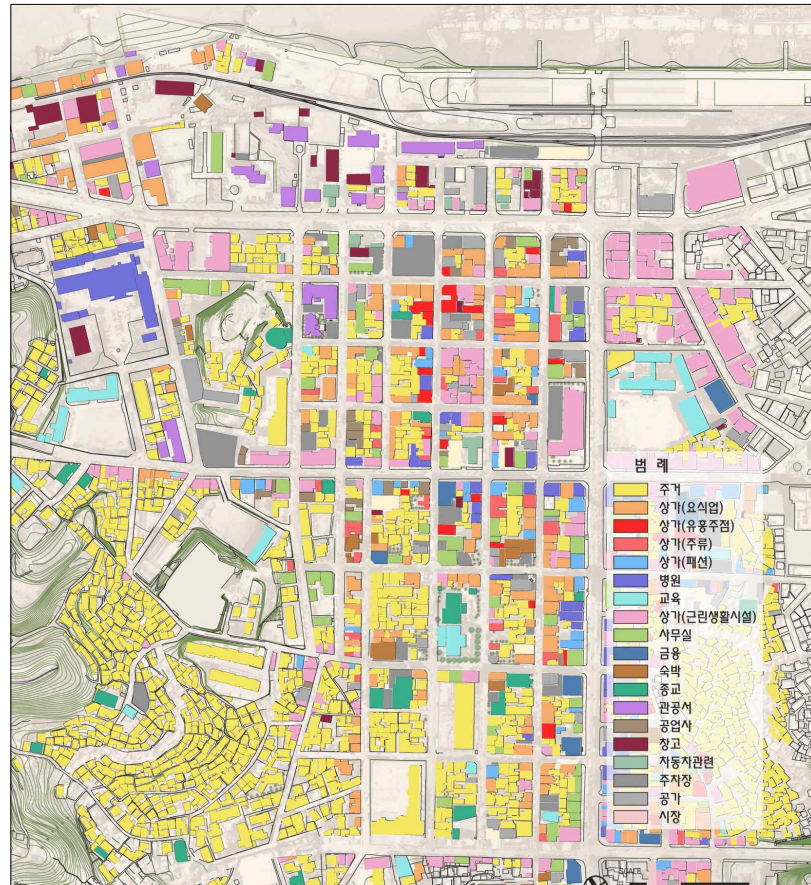 범 례
주거
상가(요식업)
상가(유흥주점)
상가(주류)
상가(패션)
병원
교육
상가(근린생활시설)
사무실
금융
숙박
종교
관공서
공업사
창고
자동차관련
주차장
공가
시장
SCALE